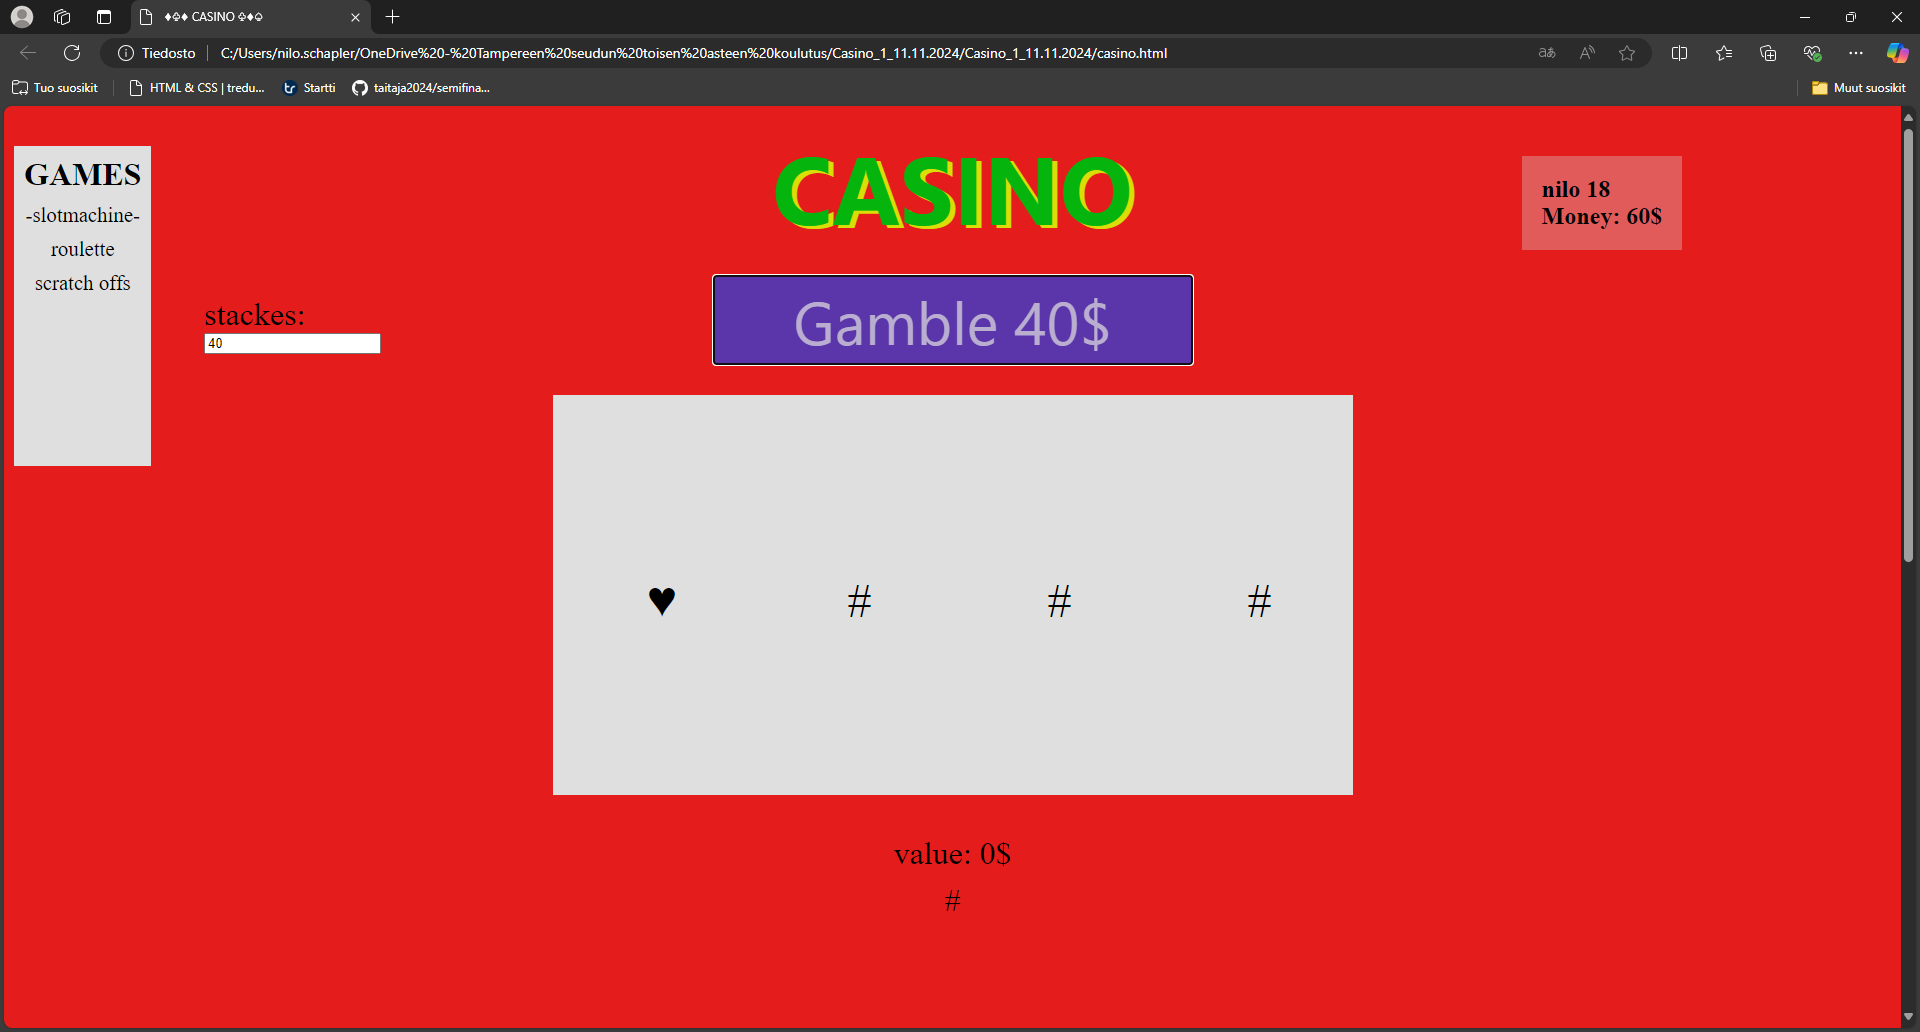 ♦♧♦ CASINO ♧♦♤
Tiedosto
C:/Users/nilo.schapler/OneDrive%20-%20Tampereen%20seudun%20toisen%20asteen%20koulutus/Casino_1_11.11.2024/Casino_1_11.11.2024/casino.html
Tuo suosikit
HTML & CSS | tredu...
Startti
taitaja2024/semifina...
Muut suosikit
GAMES
-slotmachine-
roulette
scratch offs
CASINO
nilo 18
Money: 60$
stackes:
40
Gamble 40$
♥ # # #
value: 0$
#